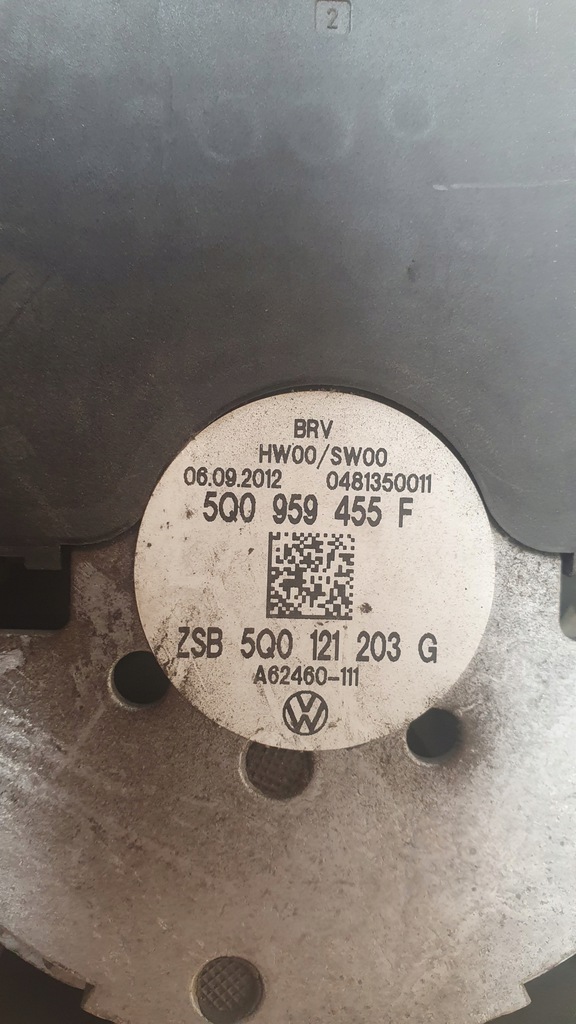 2
BRV
HW00/SW00
06.09.2012 0481350011
5Q0 959 455 F
ZSB 5Q0 121 203 G
A62460-111